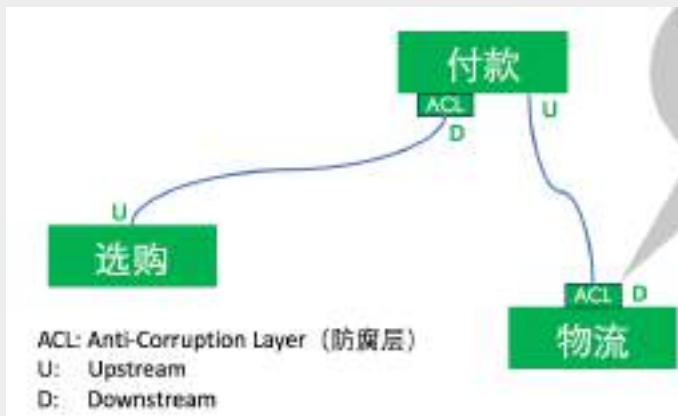 付款
ACL
U
D
U
选购
ACL
D
物流
ACL: Anti-Corruption Layer（防腐层）
U: Upstream
D: Downstream